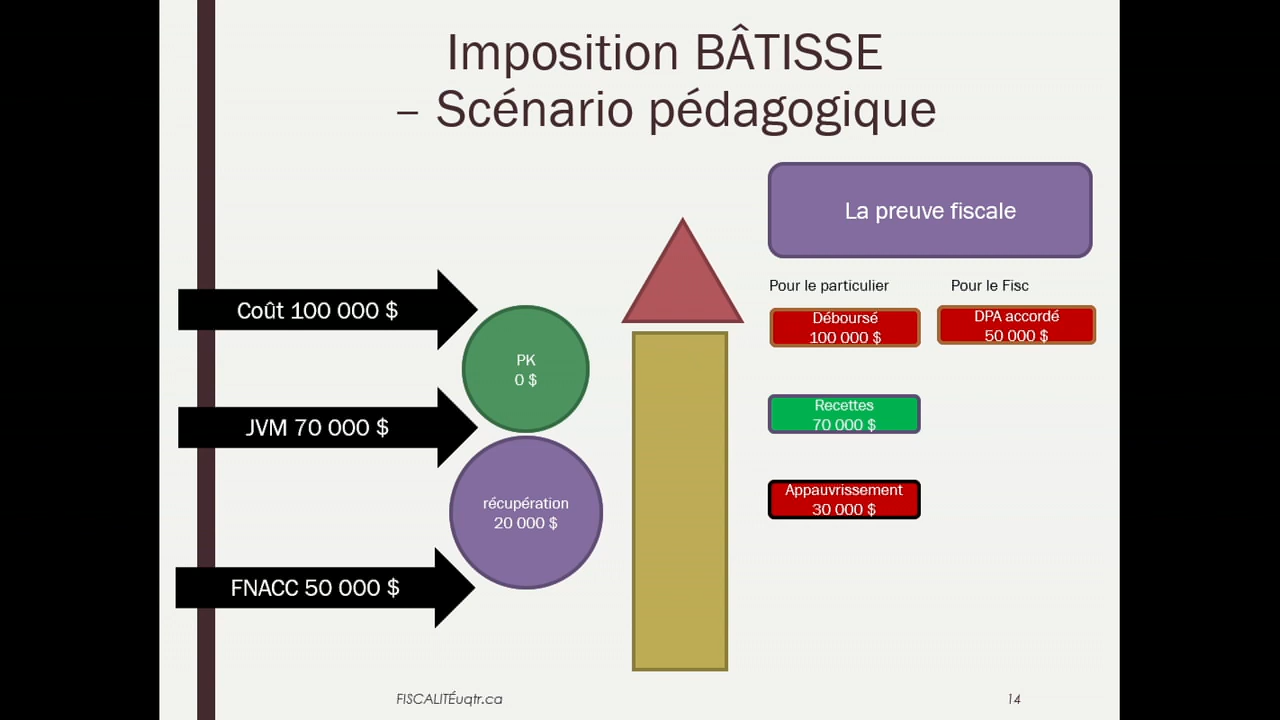 Imposition BÂTISSE
– Scénario pédagogique
La preuve fiscale
Pour le particulier
Pour le Fisc
Coût 100 000 $
Déboursé
100 000 $
DPA accordé
50 000 $
PK
0 $
JVM 70 000 $
Recettes
70 000 $
récupération
20 000 $
Appauvrissement
30 000 $
FNACC 50 000 $
FISCALITÉuqtr.ca
14